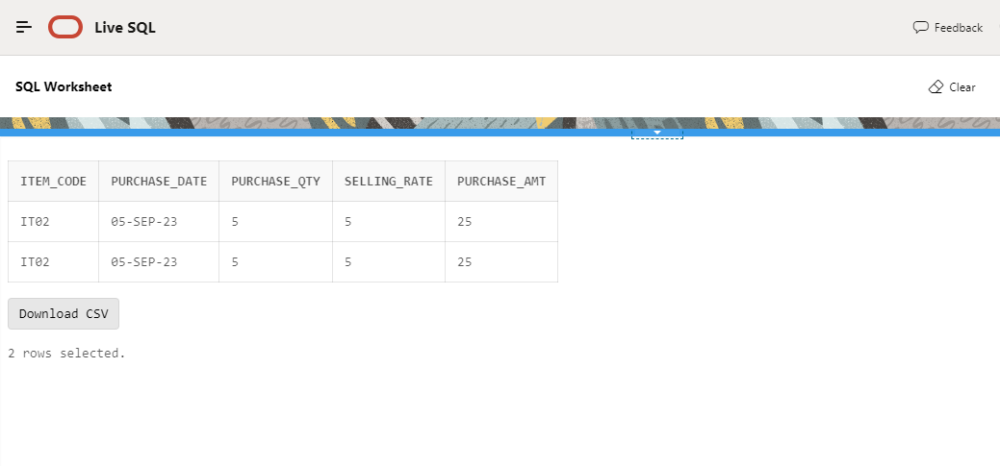 Live SQL
Feedback
SQL Worksheet
Clear
ITEM_CODE PURCHASE_DATE PURCHASE_QTY SELLING_RATE PURCHASE_AMT
IT02 05-SEP-23 5 5 25
IT02 05-SEP-23 5 5 25
Download CSV
2 rows selected.